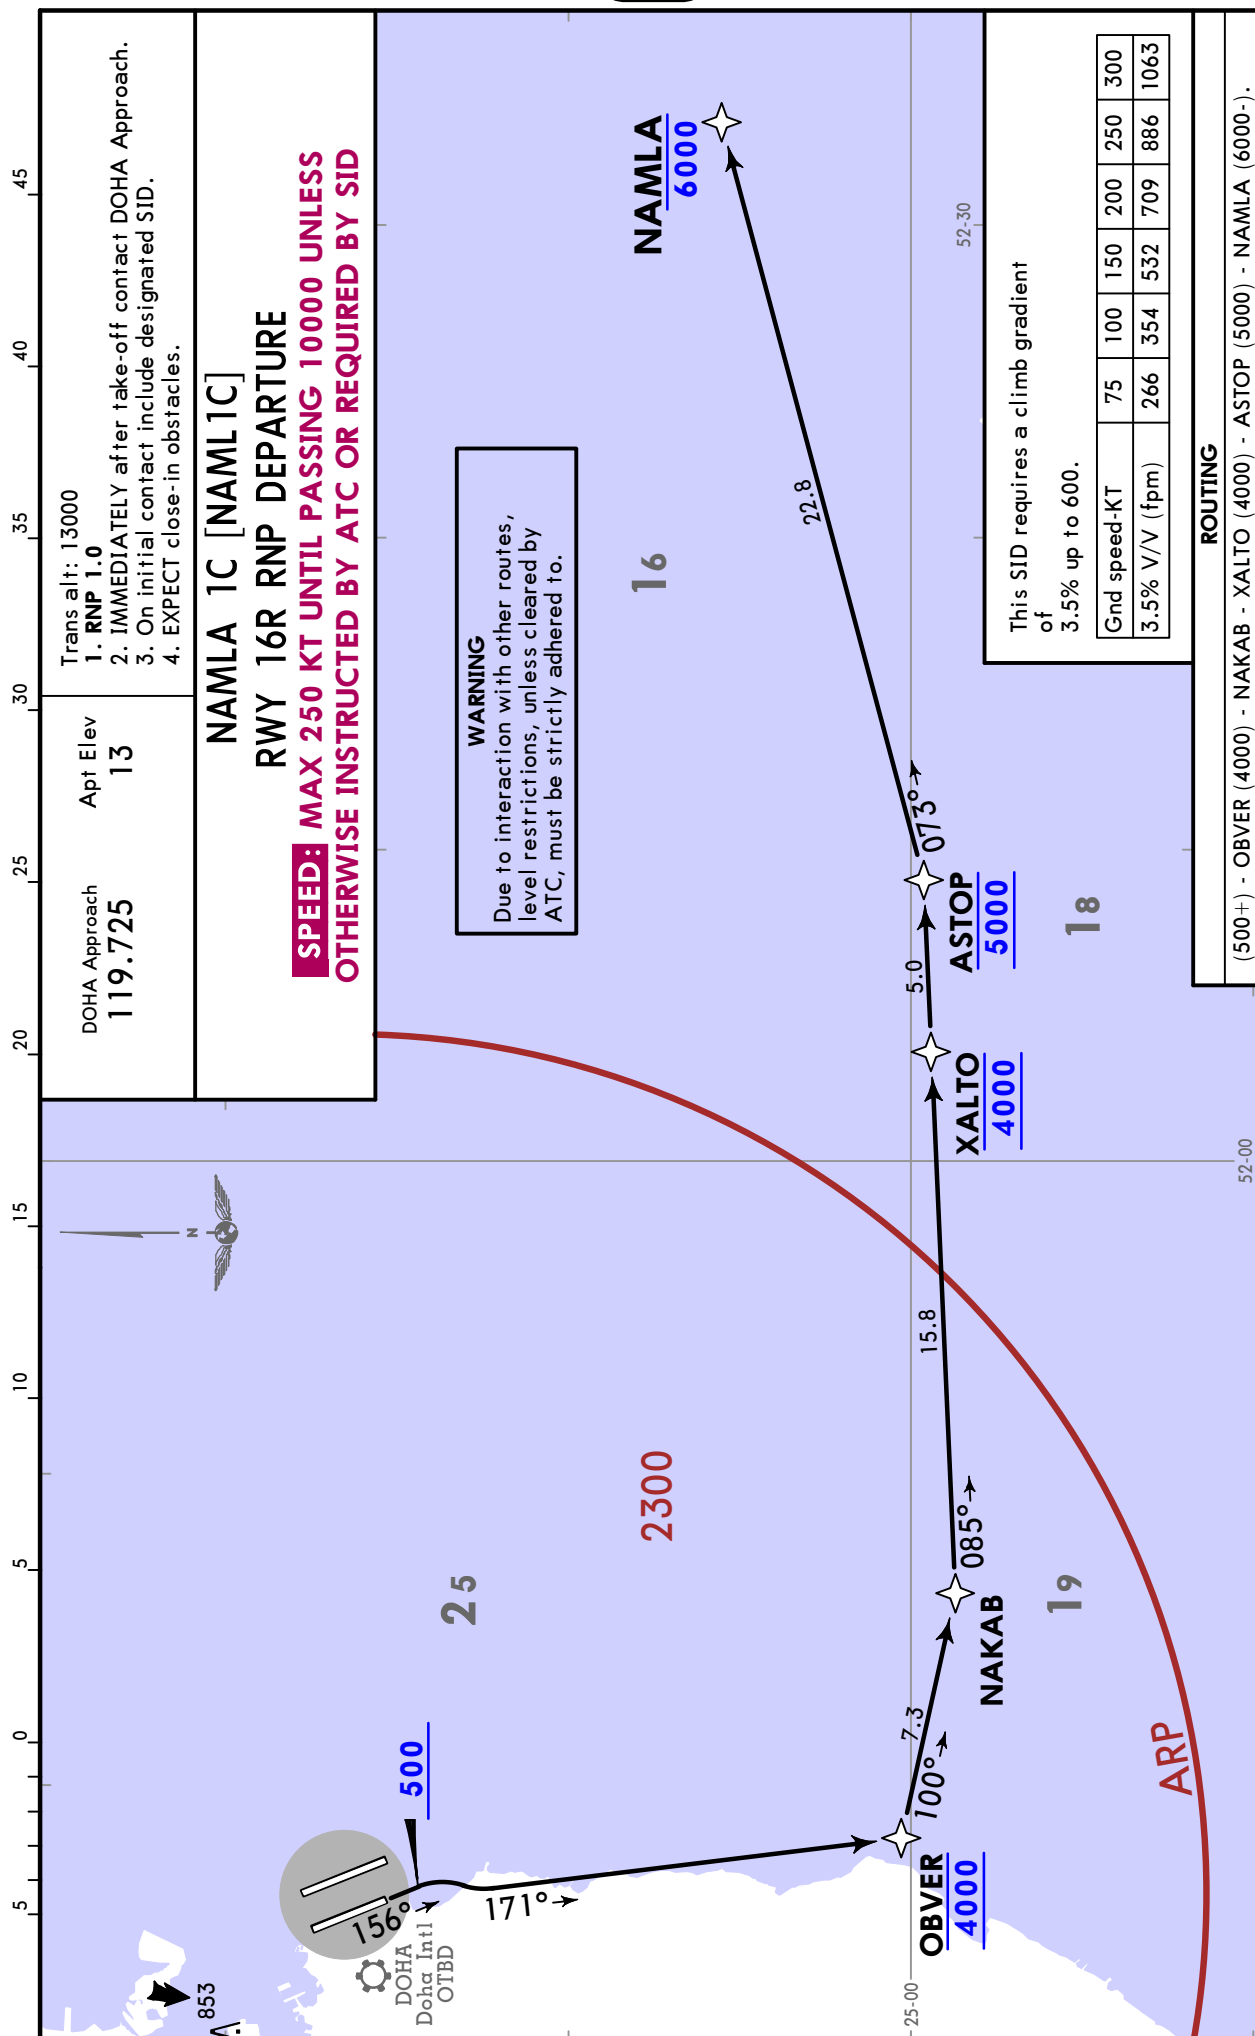 5 0 5 10 15 20 25 30 35 40 45
DOHA Approach
119.725
Apt Elev
13
Trans alt: 13000
1. RNP 1.0
2. IMMEDIATELY after take-off contact DOHA Approach.
3. On initial contact include designated SID.
4. EXPECT close-in obstacles.
NAMLA 1C [NAML1C]
RWY 16R RNP DEPARTURE
SPEED: MAX 250 KT UNTIL PASSING 10000 UNLESS
OTHERWISE INSTRUCTED BY ATC OR REQUIRED BY SID
853
N
WARNING
Due to interaction with other routes,
level restrictions, unless cleared by
ATC, must be strictly adhered to.
156°
500
DOHA
Doha Intl
OTBD
171°
25
2300
16
NAMLA
6000
22.8
OBVER
4000
100°
7.3
NAKAB
085°
15.8
XALTO
4000
5.0
ASTOP
5000
073°
25-00
52-00
52-30
19
18
ARP
This SID requires a climb gradient
of
3.5% up to 600.
Gnd speed-KT 75 100 150 200 250 300
3.5% V/V (fpm) 266 354 532 709 886 1063
ROUTING
(500+) - OBVER (4000) - NAKAB - XALTO (4000) - ASTOP (5000) - NAMLA (6000-).